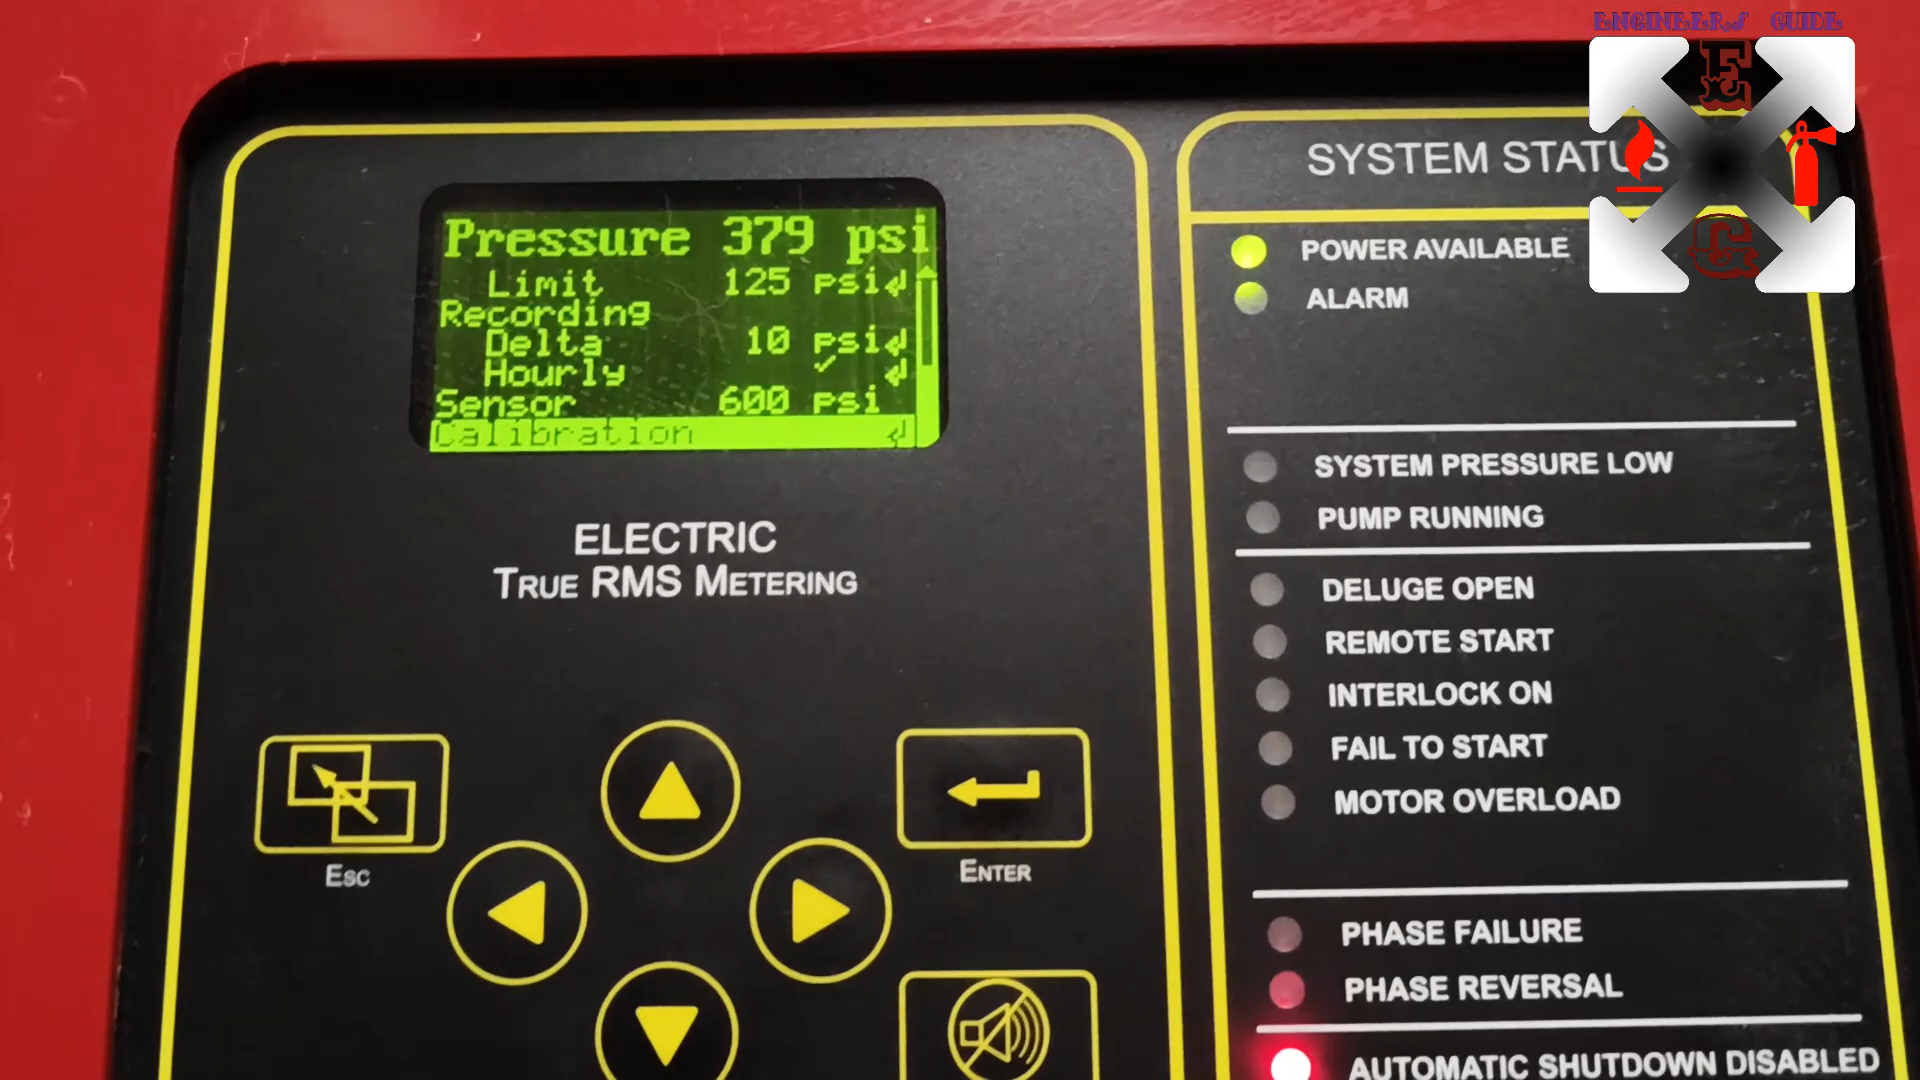 ENGINEERS GUIDE
E
G
Pressure 379 psi
Limit 125 psi↲
Recording
Delta 10 psi↲
Hourly ✓ ↲
Sensor 600 psi
Calibration ↲
ELECTRIC
TRUE RMS METERING
ESC
ENTER
SYSTEM STATUS
POWER AVAILABLE
ALARM
SYSTEM PRESSURE LOW
PUMP RUNNING
DELUGE OPEN
REMOTE START
INTERLOCK ON
FAIL TO START
MOTOR OVERLOAD
PHASE FAILURE
PHASE REVERSAL
AUTOMATIC SHUTDOWN DISABLED